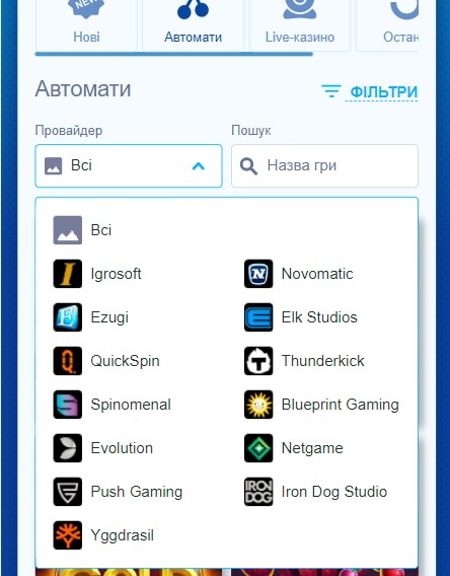 NEW
Нові
Автомати
Live-казино
Остан
Автомати
ФІЛЬТРИ
Провайдер
Пошук
Всі
Назва гри
Всі
Igrosoft
Novomatic
Ezugi
Elk Studios
QuickSpin
Thunderkick
Spinomenal
Blueprint Gaming
Evolution
Netgame
Push Gaming
IRON
DOG
Iron Dog Studio
Yggdrasil